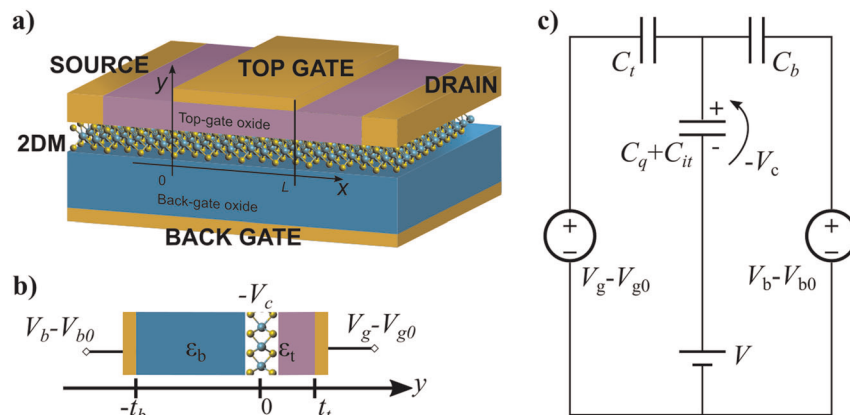 a)
SOURCE
TOP GATE
DRAIN
y
Top-gate oxide
2DM
0
L
x
Back-gate oxide
BACK GATE
b)
-V_c
V_b-V_b0
V_g-V_g0
ε_b
ε_t
y
-t_b
0
t_t
c)
C_t
C_b
+
C_q+C_it
-
-V_c
+
−
+
−
V_g-V_g0
V_b-V_b0
V